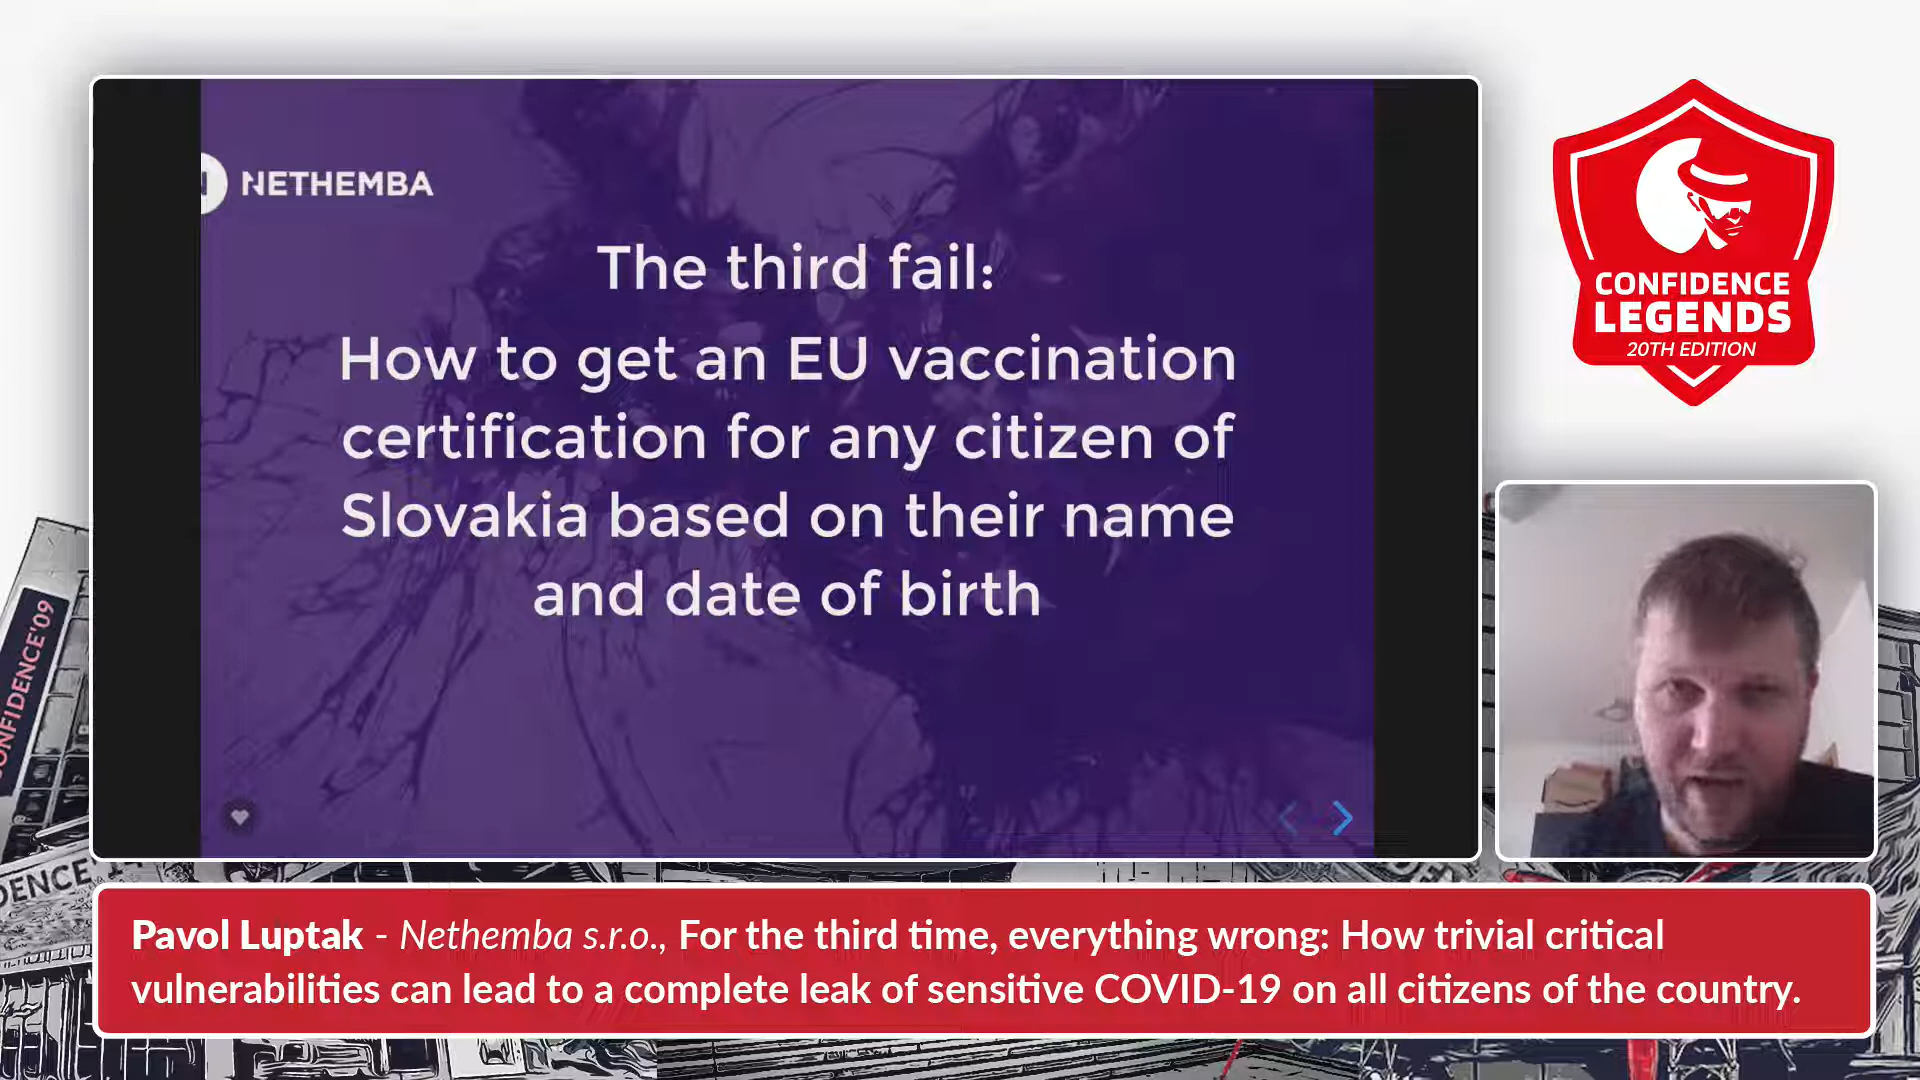 NETHEMBA
The third fail:
How to get an EU vaccination
certification for any citizen of
Slovakia based on their name
and date of birth
CONFIDENCE
LEGENDS
20TH EDITION
CONFIDENCE'09
Pavol Luptak - Nethemba s.r.o., For the third time, everything wrong: How trivial critical
vulnerabilities can lead to a complete leak of sensitive COVID-19 on all citizens of the country.